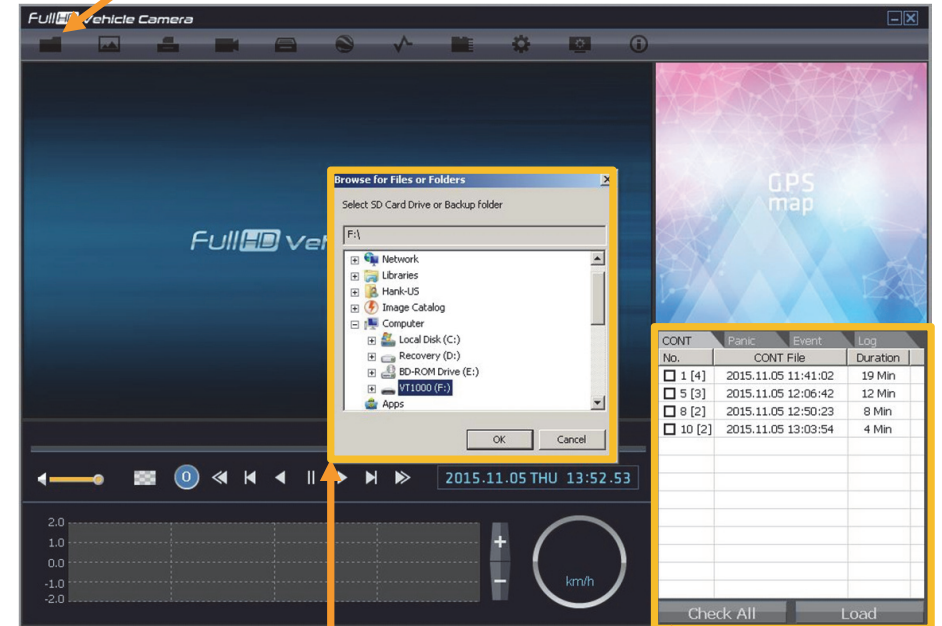 FullHD Vehicle Camera
GPS
map
FullHD Veh
Browse for Files or Folders
Select SD Card Drive or Backup folder
F:\
Network
Libraries
Hank-US
Image Catalog
Computer
Local Disk (C:)
Recovery (D:)
BD-ROM Drive (E:)
VT1000 (F:)
Apps
OK Cancel
CONT Panic Event Log
No. CONT File Duration
1 [4] 2015.11.05 11:41:02 19 Min
5 [3] 2015.11.05 12:06:42 12 Min
8 [2] 2015.11.05 12:50:23 8 Min
10 [2] 2015.11.05 13:03:54 4 Min
0
2015.11.05 THU 13:52.53
2.0
1.0
0.0
-1.0
-2.0
+
−
km/h
Check All Load